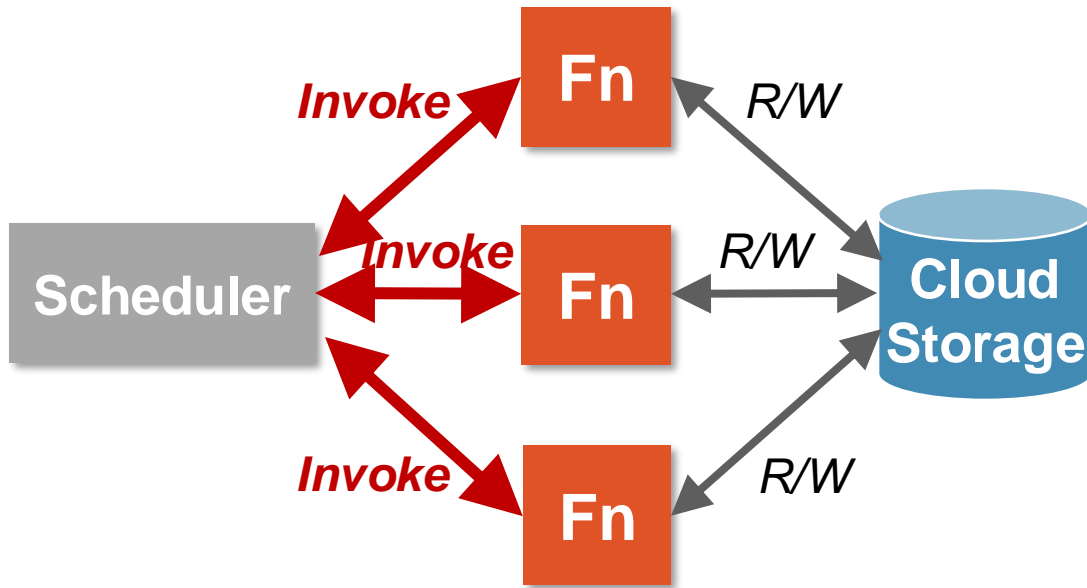 Fn
Invoke
R/W
Invoke
R/W
Scheduler
Fn
Cloud
Storage
Invoke
R/W
Fn